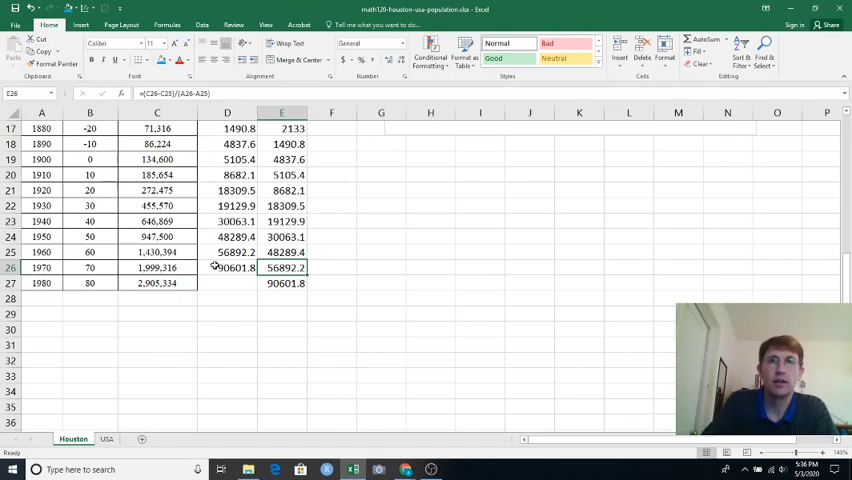 math120-houston-usa-population.xlsx - Excel
File Home Insert Page Layout Formulas Data Review View Acrobat Tell me what you want to do Sign in Share
Cut
Copy
Format Painter
Paste
Clipboard
Calibri 11
B I U
Font
Wrap Text
Merge & Center
Alignment
General
$ % ,
Number
Conditional Formatting
Format as Table
Normal Bad
Good Neutral
Styles
Insert Delete Format
Cells
AutoSum
Fill
Clear
Sort & Filter
Find & Select
Editing
E26 fx =(C26-C25)/(A26-A25)
A B C D E F G H I J K L M N O P
17 1880 -20 71,316 1490.8 2133
18 1890 -10 86,224 4837.6 1490.8
19 1900 0 134,600 5105.4 4837.6
20 1910 10 185,654 8682.1 5105.4
21 1920 20 272,475 18309.5 8682.1
22 1930 30 455,570 19129.9 18309.5
23 1940 40 646,869 30063.1 19129.9
24 1950 50 947,500 48289.4 30063.1
25 1960 60 1,430,394 56892.2 48289.4
26 1970 70 1,999,316 90601.8 56892.2
27 1980 80 2,905,334 90601.8
28
29
30
31
32
33
34
35
36
Houston USA
Ready 145%
Type here to search
5:36 PM
5/3/2020